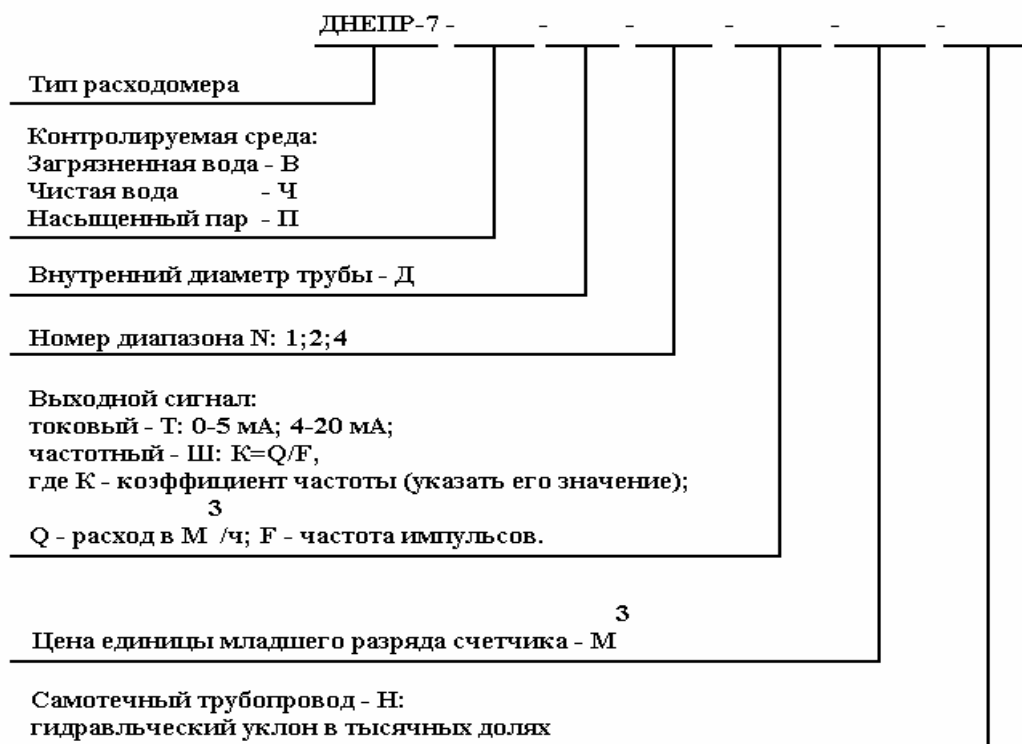 ДНЕПР-7 - - - - - -
Тип расходомера
Контролируемая среда:
Загрязненная вода - В
Чистая вода - Ч
Насыщенный пар - П
Внутренний диаметр трубы - Д
Номер диапазона N: 1;2;4
Выходной сигнал:
токовый - Т: 0-5 мА; 4-20 мА;
частотный - Ш: К=Q/F,
где К - коэффициент частоты (указать его значение);
Q - расход в М³/ч; F - частота импульсов.
Цена единицы младшего разряда счетчика - М³
Самотечный трубопровод - Н:
гидравльческий уклон в тысячных долях